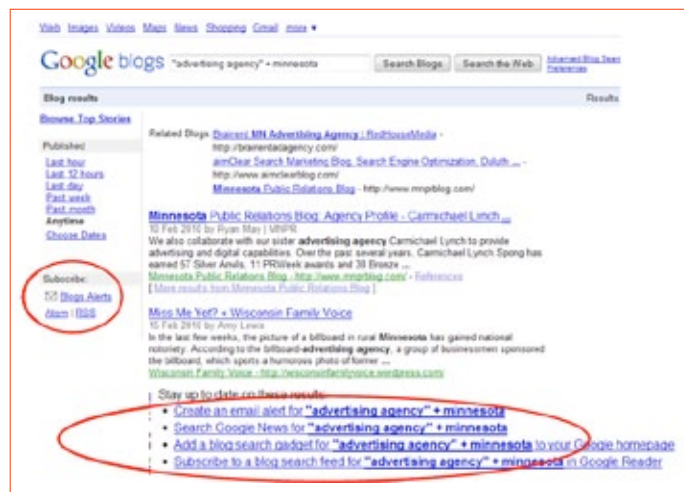 Web Images Videos Maps News Shopping Gmail more ▼
Google blogs "advertising agency" + minnesota Search Blogs Search the Web Advanced Blog Sear
Preferences
Blog results Results
Browse Top Stories
Published
Last hour
Last 12 hours
Last day
Past week
Past month
Anytime
Choose Dates
Subscribe:
Blogs Alerts
Atom | RSS
Related Blogs: Brainerd MN Advertising Agency | RedHouseMedia -
http://brainerdadagency.com/
aimClear Search Marketing Blog, Search Engine Optimization, Duluth ... -
http://www.aimclearblog.com/
Minnesota Public Relations Blog - http://www.mnprblog.com/
Minnesota Public Relations Blog: Agency Profile - Carmichael Lynch ...
10 Feb 2010 by Ryan May | MNPR
We also collaborate with our sister advertising agency Carmichael Lynch to provide
advertising and digital capabilities. Over the past several years, Carmichael Lynch Spong has
earned 57 Silver Anvils, 11 PRWeek awards and 38 Bronze ...
Minnesota Public Relations Blog - http://www.mnprblog.com/ - References
[ More results from Minnesota Public Relations Blog ]
Miss Me Yet? « Wisconsin Family Voice
15 Feb 2010 by Amy Lewis
In the last few weeks, the picture of a billboard in rural Minnesota has gained national
notoriety. According to the billboard-advertising agency, a group of businessmen sponsored
the billboard, which sports a humorous photo of former ...
Wisconsin Family Voice - http://wisconsinfamilyvoice.wordpress.com/
Stay up to date on these results:
• Create an email alert for "advertising agency" + minnesota
• Search Google News for "advertising agency" + minnesota
• Add a blog search gadget for "advertising agency" + minnesota to your Google homepage
• Subscribe to a blog search feed for "advertising agency" + minnesota in Google Reader